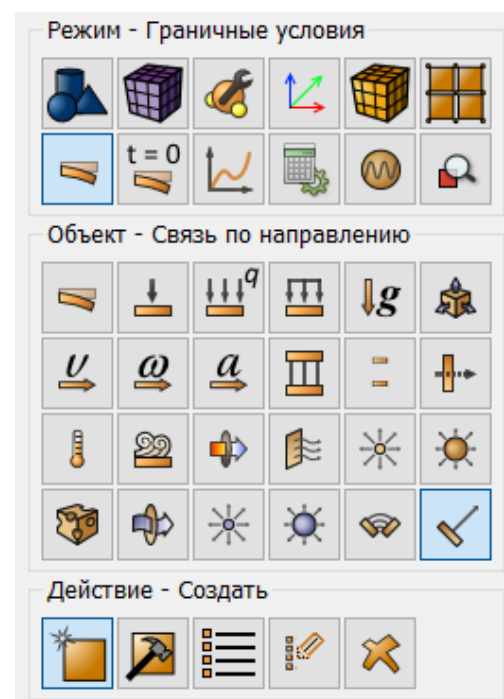 Режим - Граничные условия
t = 0
Объект - Связь по направлению
q
g
υ ω a
Действие - Создать